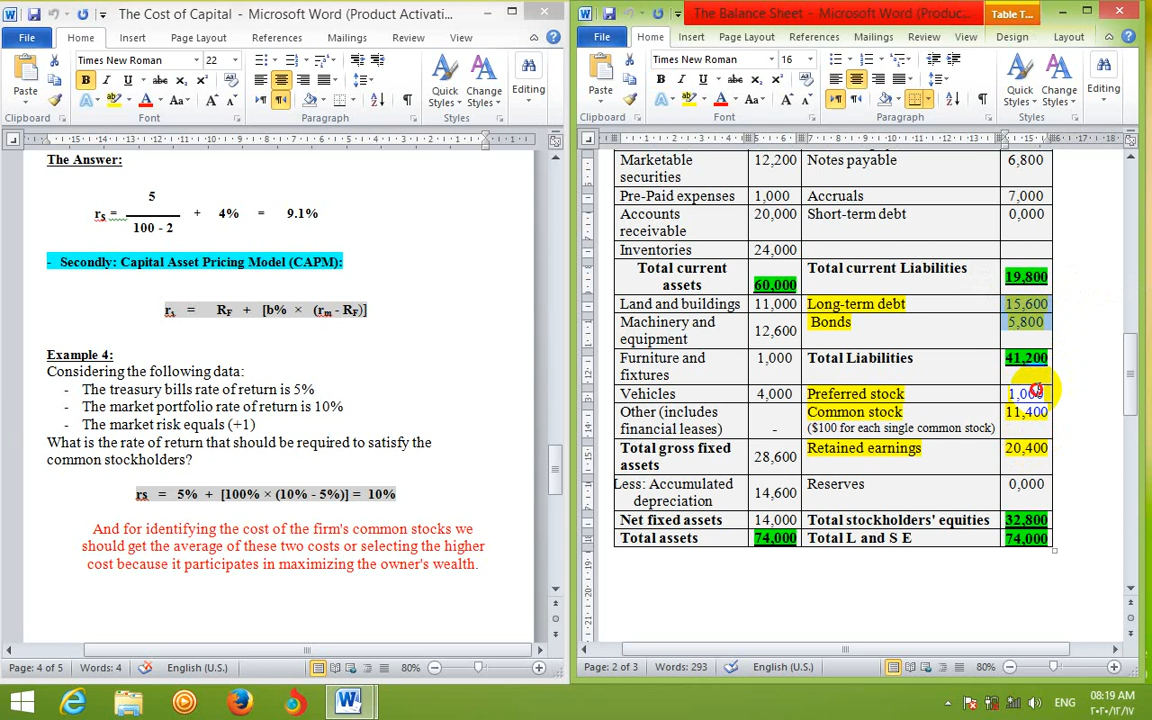 The Cost of Capital - Microsoft Word (Product Activati...
File Home Insert Page Layout References Mailings Review View
Times New Roman 22
Paste
Change Styles
Quick Styles
Editing
Clipboard Font Paragraph Styles
The Answer:
5
rs = + 4% = 9.1%
100 - 2
- Secondly: Capital Asset Pricing Model (CAPM):
rs = RF + [b% × (rm - RF)]
Example 4:
Considering the following data:
- The treasury bills rate of return is 5%
- The market portfolio rate of return is 10%
- The market risk equals (+1)
What is the rate of return that should be required to satisfy the
common stockholders?
rs = 5% + [100% × (10% - 5%)] = 10%
And for identifying the cost of the firm's common stocks we
should get the average of these two costs or selecting the higher
cost because it participates in maximizing the owner's wealth.
Page: 4 of 5 Words: 4 English (U.S.) 80%
The Balance Sheet - Microsoft Word (Produc... Table T...
File Home Insert Page Layout References Mailings Review View Design Layout
Times New Roman 16
Paste
Quick Styles
Change Styles
Editing
Clipboard Font Paragraph Styles
Marketable securities 12,200 Notes payable 6,800
Pre-Paid expenses 1,000 Accruals 7,000
Accounts receivable 20,000 Short-term debt 0,000
Inventories 24,000
Total current assets 60,000 Total current Liabilities 19,800
Land and buildings 11,000 Long-term debt 15,600
Machinery and equipment 12,600 Bonds 5,800
Furniture and fixtures 1,000 Total Liabilities 41,200
Vehicles 4,000 Preferred stock 1,000
Other (includes financial leases) - Common stock ($100 for each single common stock) 11,400
Total gross fixed assets 28,600 Retained earnings 20,400
Less: Accumulated depreciation 14,600 Reserves 0,000
Net fixed assets 14,000 Total stockholders' equities 32,800
Total assets 74,000 Total L and S E 74,000
Page: 2 of 3 Words: 293 English (U.S.) 80%
ENG 08:19 AM